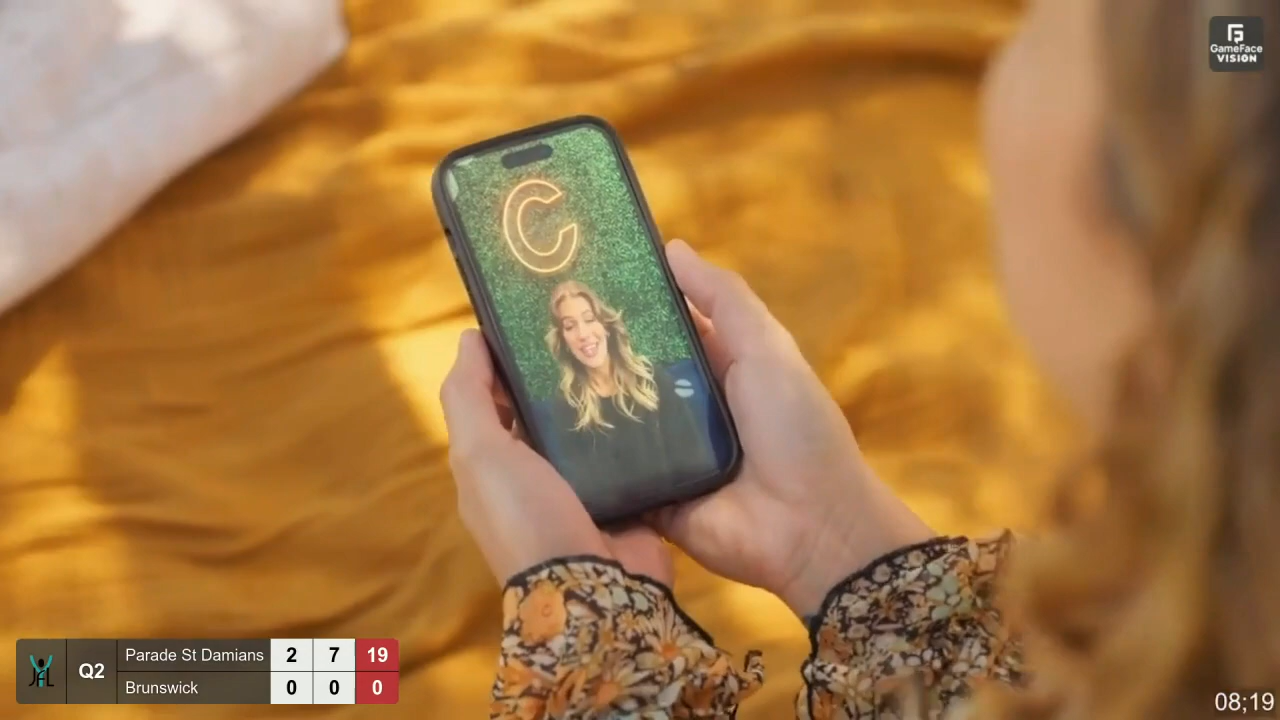 GameFace
VISION
C
Q2
Parade St Damians 2 7 19
Brunswick 0 0 0
08;19